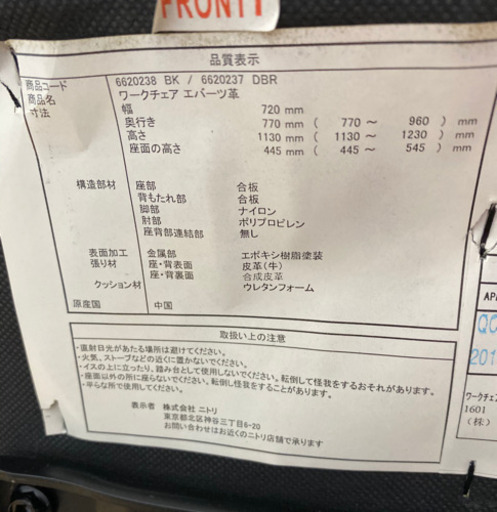 FRONT
品質表示
商品コード 6620238 BK / 6620237 DBR
商品名 ワークチェア エバーツ革
寸法 幅 720 mm
奥行き 770 mm ( 770 ～ 960 ) mm
高さ 1130 mm ( 1130 ～ 1230 ) mm
座面の高さ 445 mm ( 445 ～ 545 ) mm
構造部材 座部 合板
背もたれ部 合板
脚部 ナイロン
肘部 ポリプロピレン
座背部連結部 無し
表面加工 金属部 エポキシ樹脂塗装
張り材 座・背表面 皮革(牛)
座・背裏面 合成皮革
クッション材 ウレタンフォーム
原産国 中国
取扱い上の注意
・直射日光があたる場所は避けてください。
・火気、ストーブなどの近くに置かないでください。
・イスの上に立ったり、踏み台として使用しないでください。転倒して怪我をするおそれがあります。
・座面以外の所に座らないでください。転倒し怪我をすることがあります。
・平らな所で使用してください。
表示者 株式会社 ニトリ
東京都北区神谷三丁目6-20
お問い合わせはお近くのニトリ店舗で承ります
APA
QC
201
ワークチェ
1601
(株)